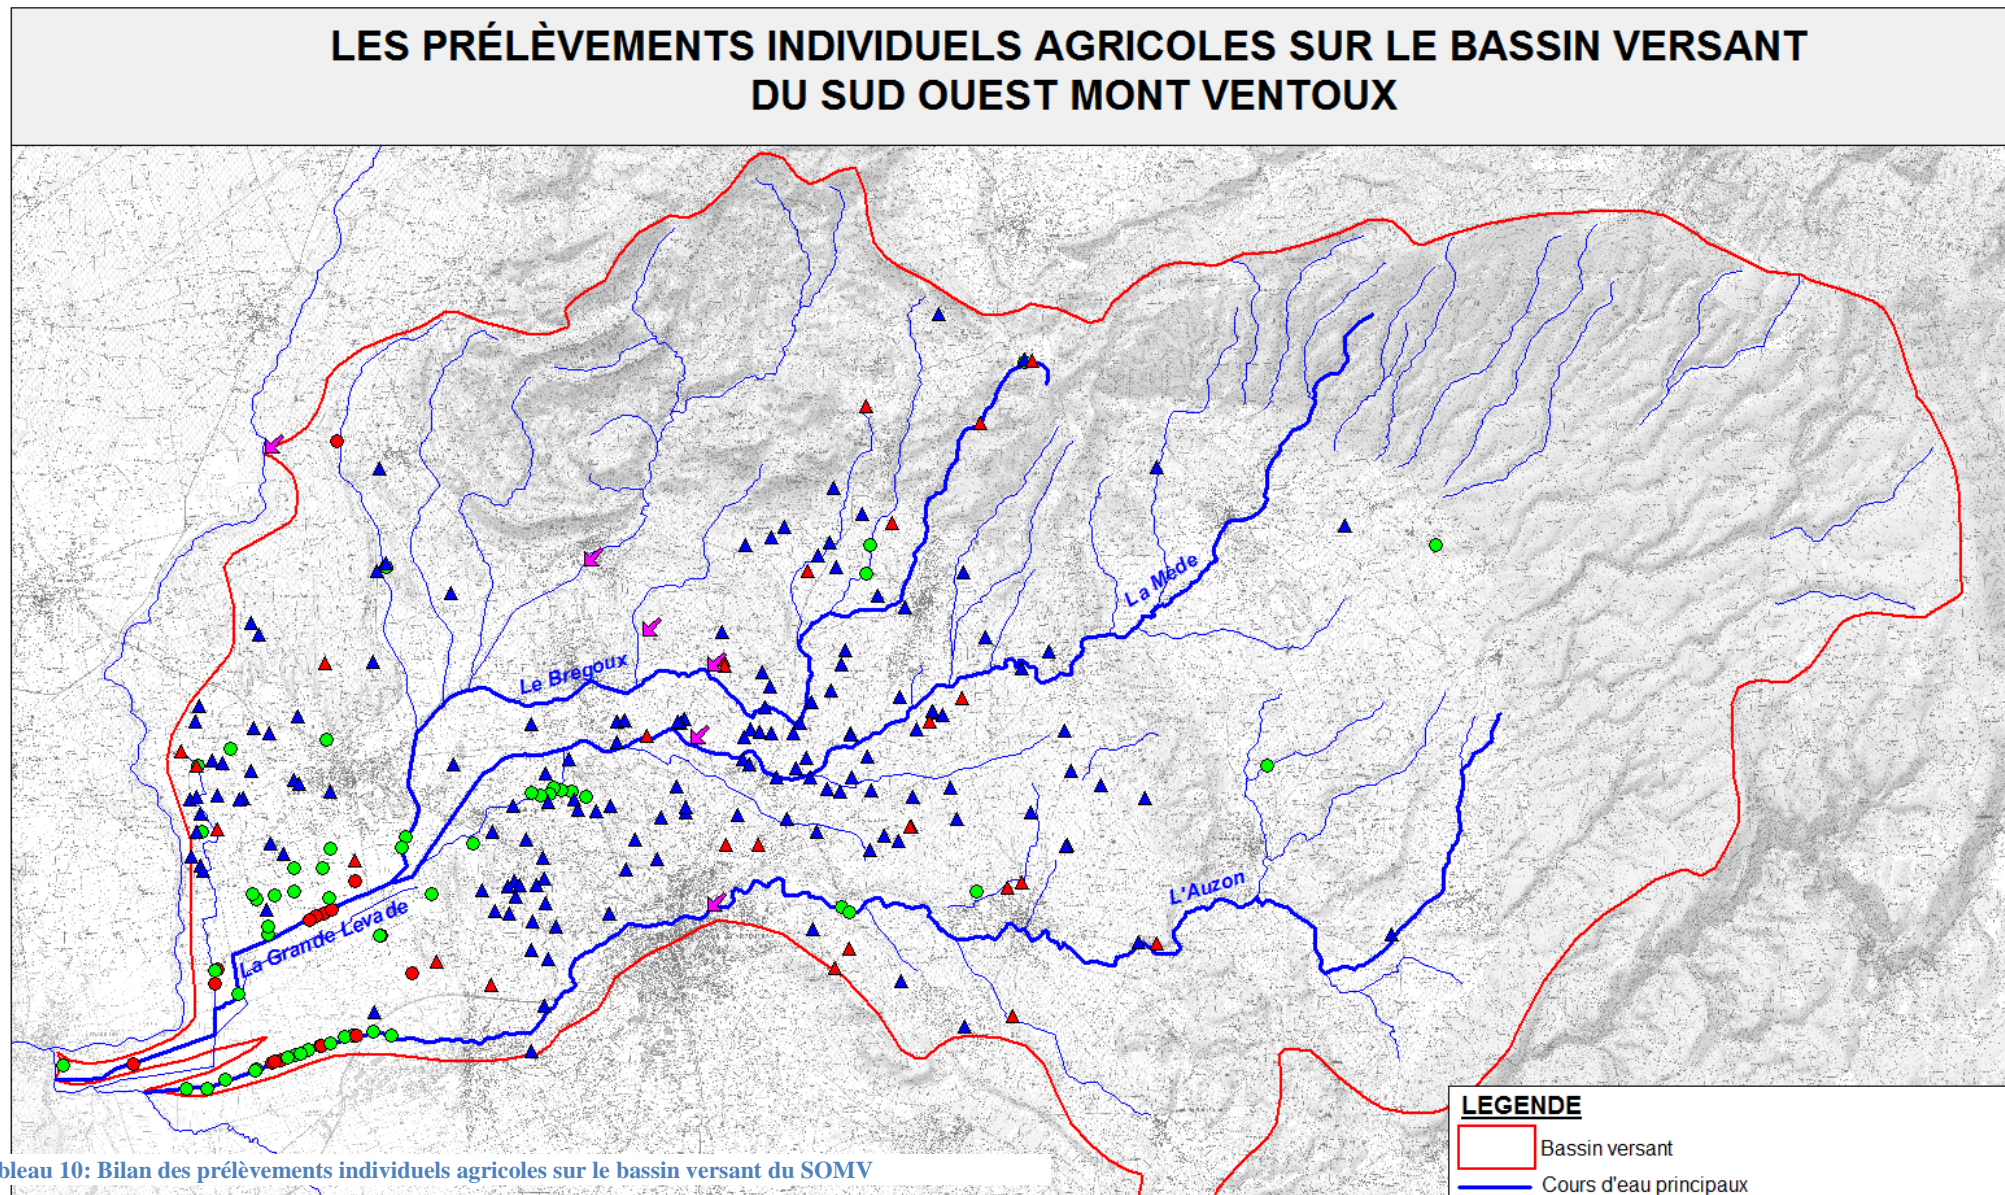 LES PRÉLÈVEMENTS INDIVIDUELS AGRICOLES SUR LE BASSIN VERSANT
DU SUD OUEST MONT VENTOUX
La Mède
Le Brégoux
L'Auzon
La Grande Levade
LEGENDE
Bassin versant
Cours d'eau principaux
bleau 10: Bilan des prélèvements individuels agricoles sur le bassin versant du SOMV